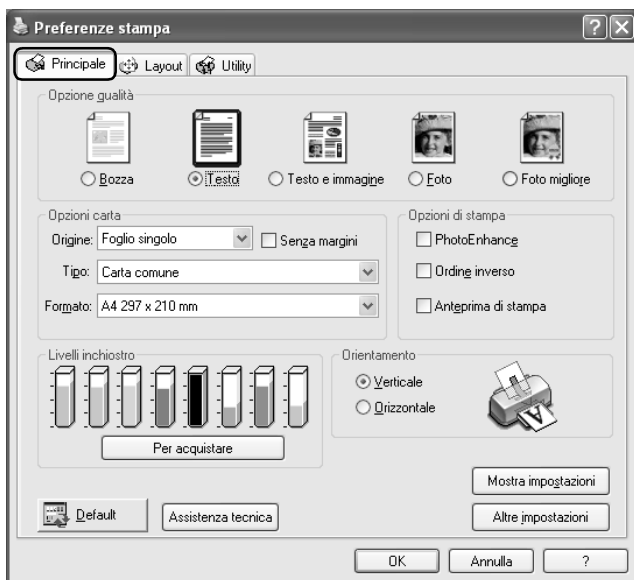 Preferenze stampa
Principale Layout Utility
Opzione qualità
Bozza Testo Testo e immagine Foto Foto migliore
Opzioni carta
Origine: Foglio singolo Senza margini
Tipo: Carta comune
Formato: A4 297 x 210 mm
Opzioni di stampa
PhotoEnhance
Ordine inverso
Anteprima di stampa
Livelli inchiostro
Per acquistare
Orientamento
Verticale
Orizzontale
A
Mostra impostazioni
Default Assistenza tecnica Altre impostazioni
OK Annulla ?